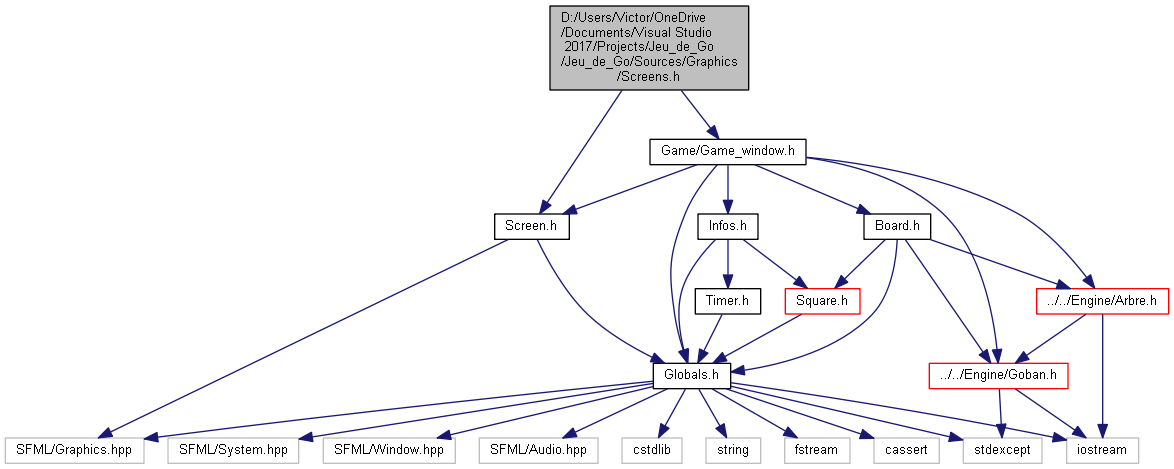 D:/Users/Victor/OneDrive
/Documents/Visual Studio
2017/Projects/Jeu_de_Go
/Jeu_de_Go/Sources/Graphics
/Screens.h
Game/Game_window.h
Screen.h
Infos.h
Board.h
Timer.h
Square.h
../../Engine/Arbre.h
Globals.h
../../Engine/Goban.h
SFML/Graphics.hpp
SFML/System.hpp
SFML/Window.hpp
SFML/Audio.hpp
cstdlib
string
fstream
cassert
stdexcept
iostream